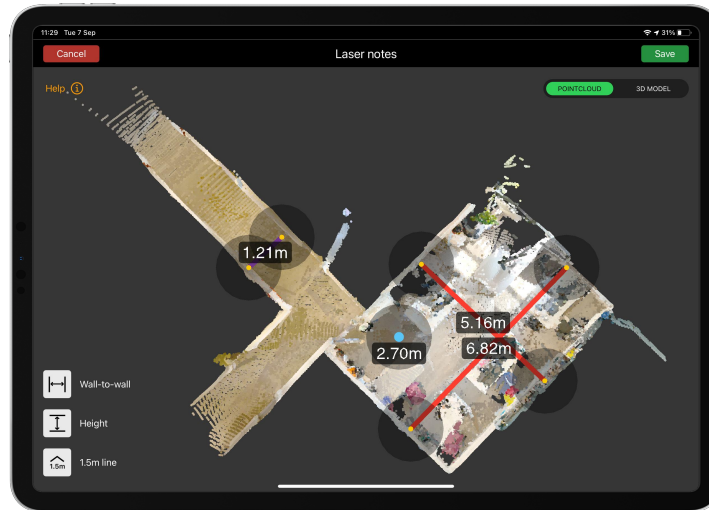 11:29 Tue 7 Sep
31%
Cancel
Laser notes
Save
Help
POINTCLOUD
3D MODEL
1.21m
5.16m
6.82m
2.70m
Wall-to-wall
Height
1.5m
1.5m line